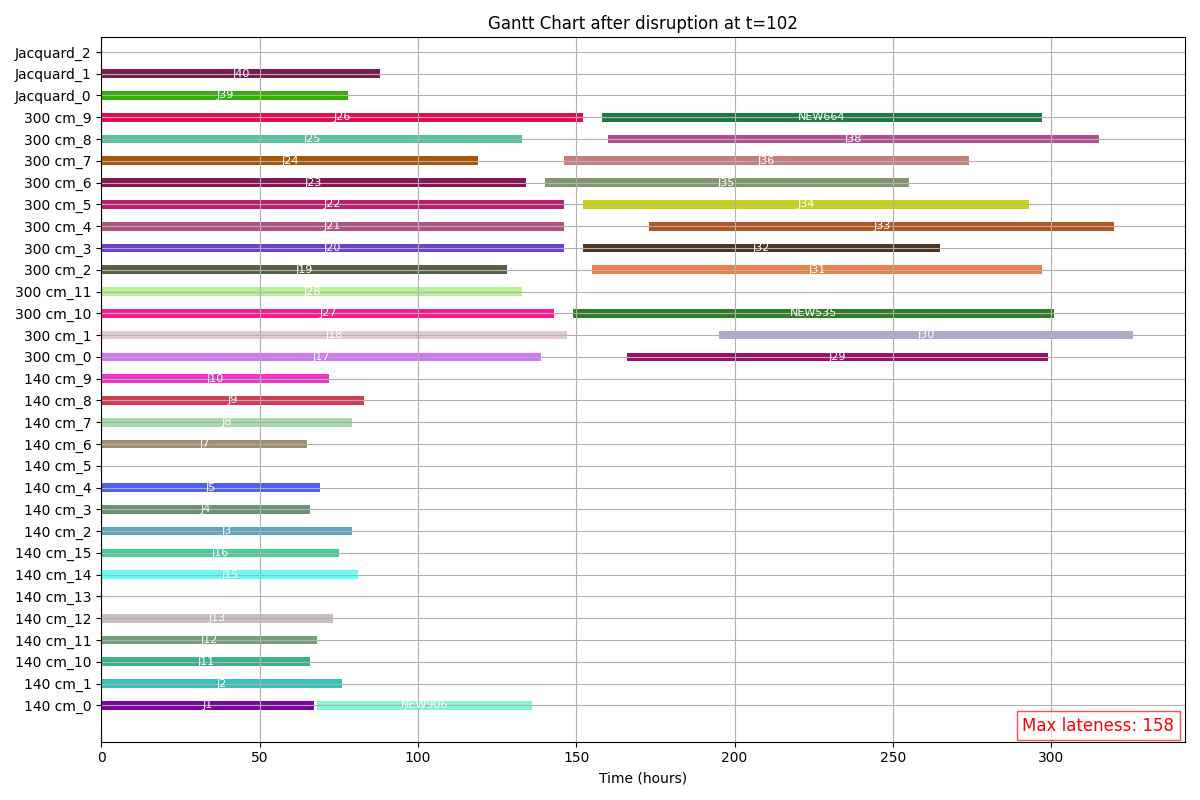 Gantt Chart after disruption at t=102
Jacquard_2
Jacquard_1 J40
Jacquard_0 J39
300 cm_9 J26 NEW664
300 cm_8 J25 J38
300 cm_7 J24 J36
300 cm_6 J23 J35
300 cm_5 J22 J34
300 cm_4 J21 J33
300 cm_3 J20 J32
300 cm_2 J19 J31
300 cm_11 J28
300 cm_10 J27 NEW535
300 cm_1 J18 J30
300 cm_0 J17 J29
140 cm_9 J10
140 cm_8 J9
140 cm_7 J8
140 cm_6 J7
140 cm_5
140 cm_4 J5
140 cm_3 J4
140 cm_2 J3
140 cm_15 J16
140 cm_14 J15
140 cm_13
140 cm_12 J13
140 cm_11 J12
140 cm_10 J11
140 cm_1 J2
140 cm_0 J1 NEW906
Max lateness: 158
0 50 100 150 200 250 300
Time (hours)